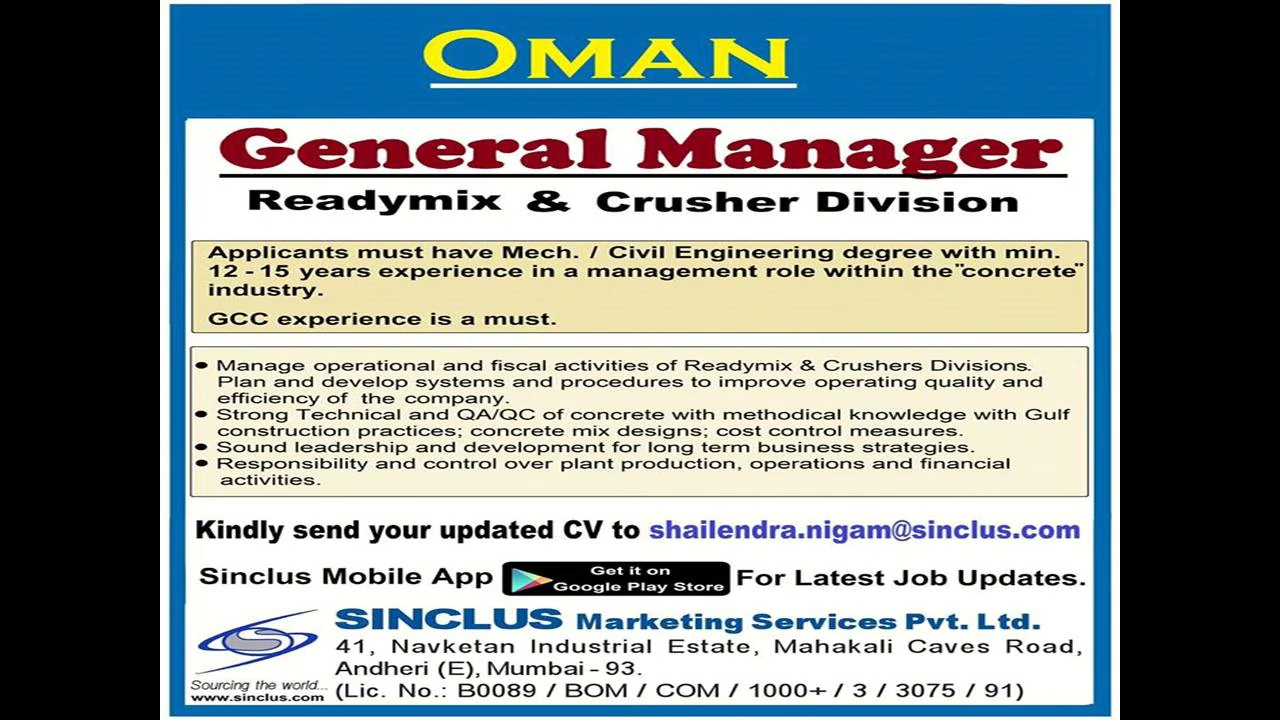 OMAN
General Manager
Readymix & Crusher Division
Applicants must have Mech. / Civil Engineering degree with min.
12 - 15 years experience in a management role within the "concrete"
industry.
GCC experience is a must.
● Manage operational and fiscal activities of Readymix & Crushers Divisions.
Plan and develop systems and procedures to improve operating quality and
efficiency of the company.
● Strong Technical and QA/QC of concrete with methodical knowledge with Gulf
construction practices; concrete mix designs; cost control measures.
● Sound leadership and development for long term business strategies.
● Responsibility and control over plant production, operations and financial
activities.
Kindly send your updated CV to shailendra.nigam@sinclus.com
Sinclus Mobile App Get it on Google Play Store For Latest Job Updates.
SINCLUS Marketing Services Pvt. Ltd.
41, Navketan Industrial Estate, Mahakali Caves Road,
Andheri (E), Mumbai - 93.
Sourcing the world...
www.sinclus.com
(Lic. No.: B0089 / BOM / COM / 1000+ / 3 / 3075 / 91)